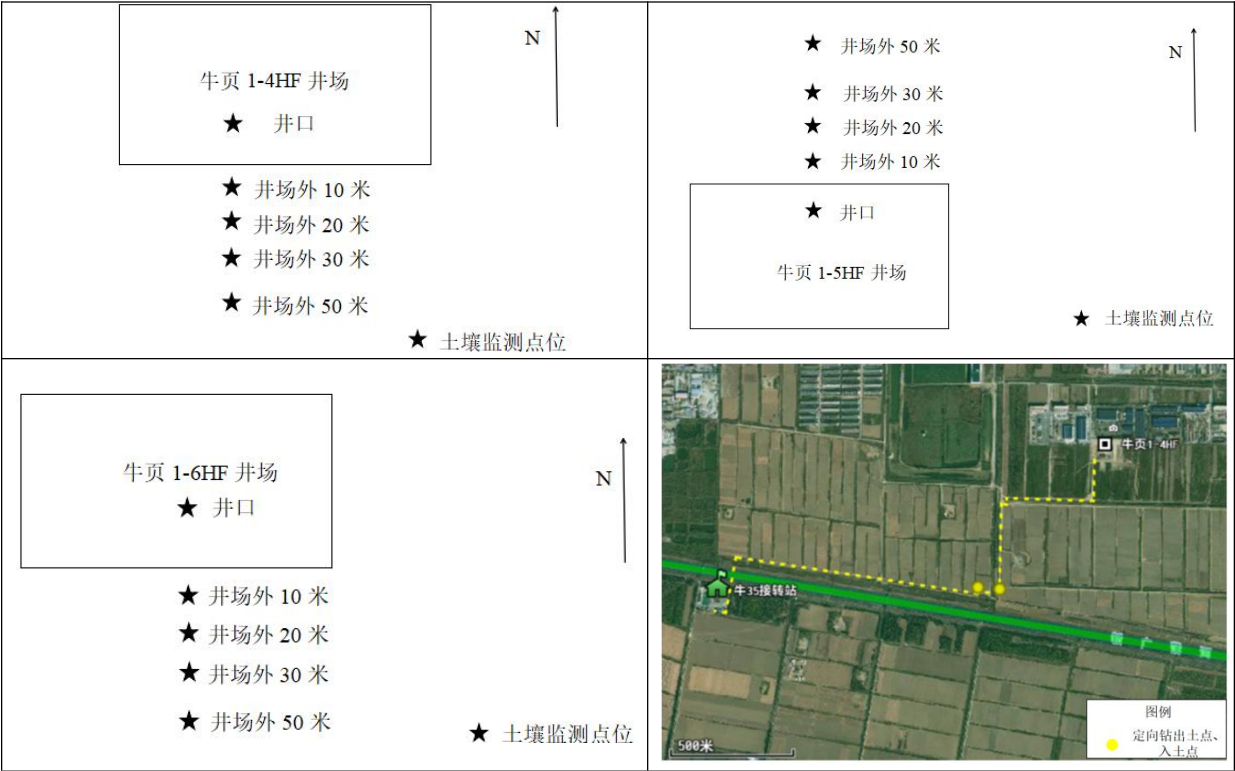 牛页 1-4HF 井场
N
★ 井口
★ 井场外 10 米
★ 井场外 20 米
★ 井场外 30 米
★ 井场外 50 米
★ 土壤监测点位
★ 井场外 50 米
N
★ 井场外 30 米
★ 井场外 20 米
★ 井场外 10 米
★ 井口
牛页 1-5HF 井场
★ 土壤监测点位
牛页 1-6HF 井场
N
★ 井口
★ 井场外 10 米
★ 井场外 20 米
★ 井场外 30 米
★ 井场外 50 米
★ 土壤监测点位
牛页1-4HF
牛35接转站
500米
图例
定向钻出土点、
入土点